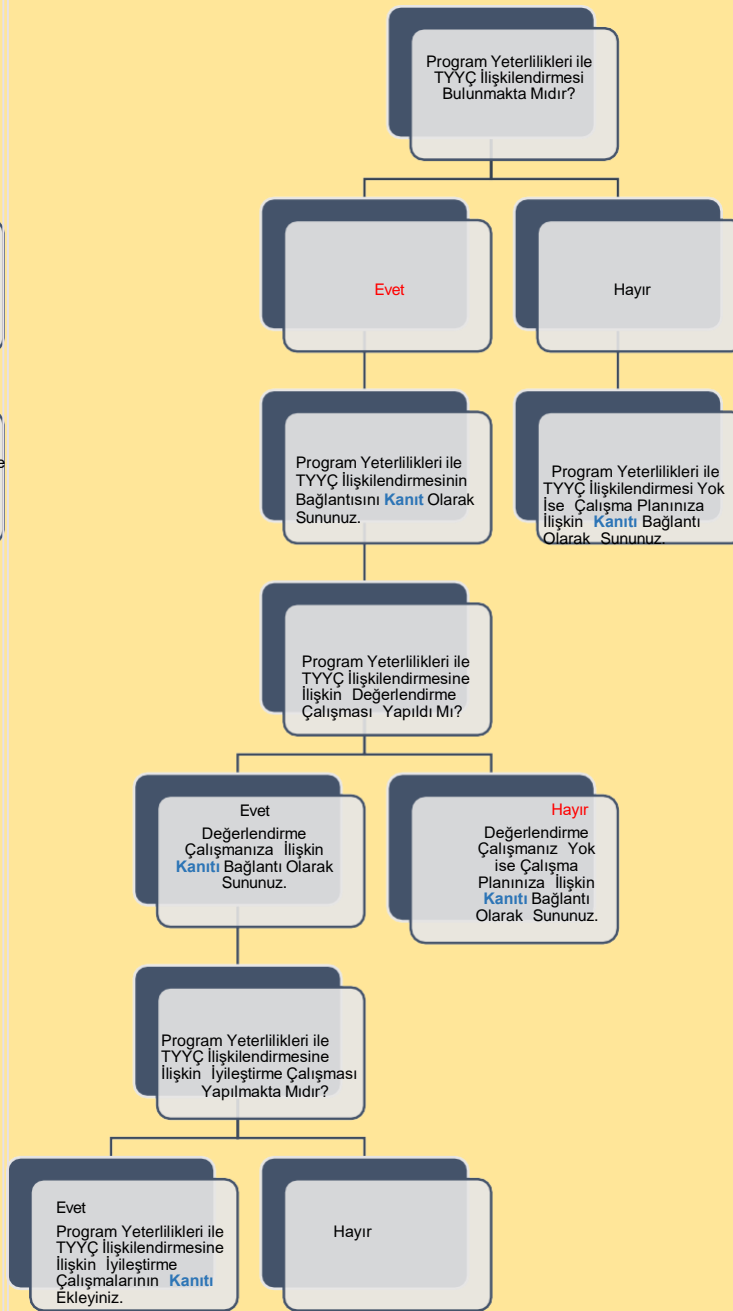 Program Yeterlilikleri ile
TYYÇ İlişkilendirmesi
Bulunmakta Mıdır?
Evet
Hayır
Program Yeterlilikleri ile
TYYÇ İlişkilendirmesinin
Bağlantısını Kanıt Olarak
Sununuz.
Program Yeterlilikleri ile
TYYÇ İlişkilendirmesi Yok
İse Çalışma Planınıza
İlişkin Kanıtı Bağlantı
Olarak Sununuz.
Program Yeterlilikleri ile
TYYÇ İlişkilendirmesine
İlişkin Değerlendirme
Çalışması Yapıldı Mı?
Evet
Değerlendirme
Çalışmanıza İlişkin
Kanıtı Bağlantı Olarak
Sununuz.
Hayır
Değerlendirme
Çalışmanız Yok
ise Çalışma
Planınıza İlişkin
Kanıtı Bağlantı
Olarak Sununuz.
Program Yeterlilikleri ile
TYYÇ İlişkilendirmesine
İlişkin İyileştirme Çalışması
Yapılmakta Mıdır?
Evet
Program Yeterlilikleri ile
TYYÇ İlişkilendirmesine
İlişkin İyileştirme
Çalışmalarının Kanıtı
Ekleyiniz.
Hayır